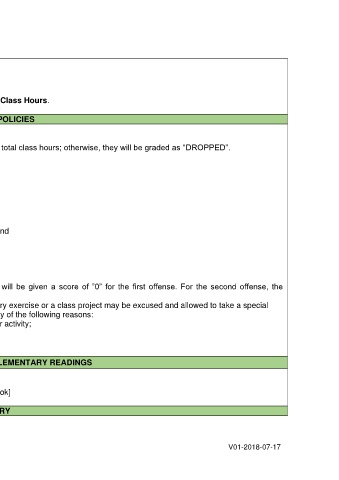 Class Hours.
POLICIES
total class hours; otherwise, they will be graded as "DROPPED".
nd
will be given a score of "0" for the first offense. For the second offense, the
ry exercise or a class project may be excused and allowed to take a special
y of the following reasons:
r activity;
LEMENTARY READINGS
ok]
RY
V01-2018-07-17